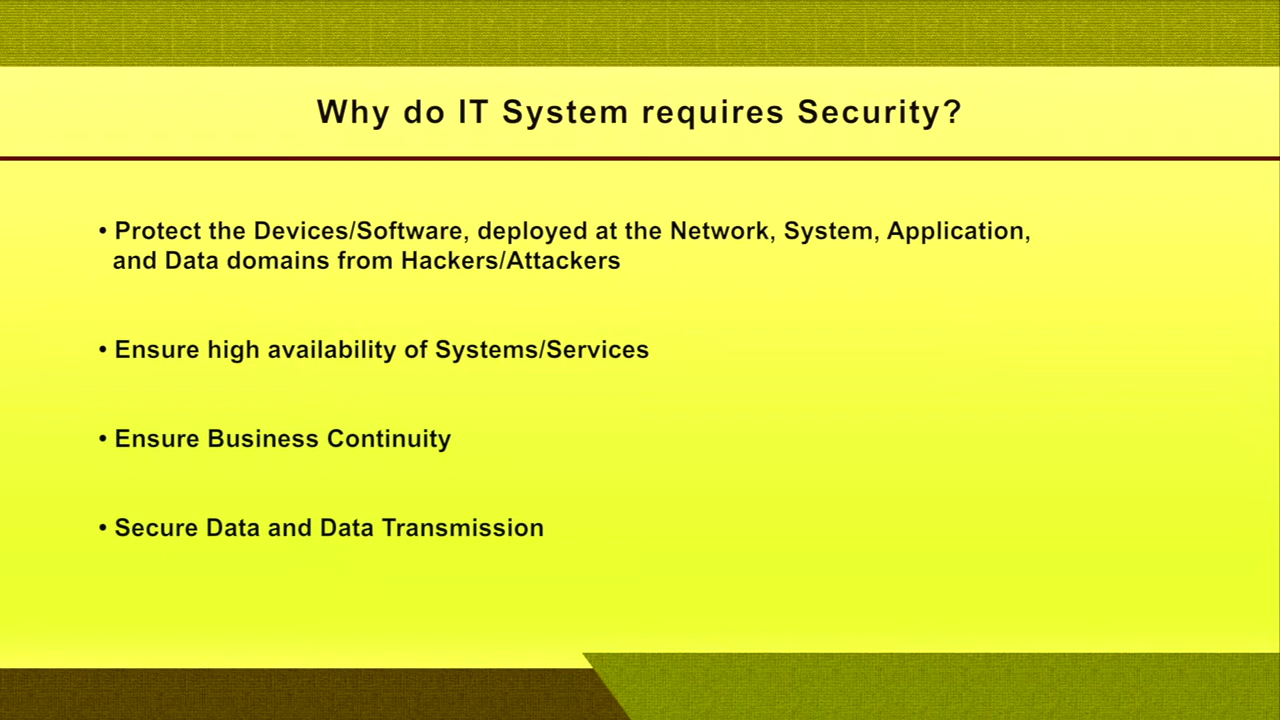 Why do IT System requires Security?
• Protect the Devices/Software, deployed at the Network, System, Application,
and Data domains from Hackers/Attackers
• Ensure high availability of Systems/Services
• Ensure Business Continuity
• Secure Data and Data Transmission